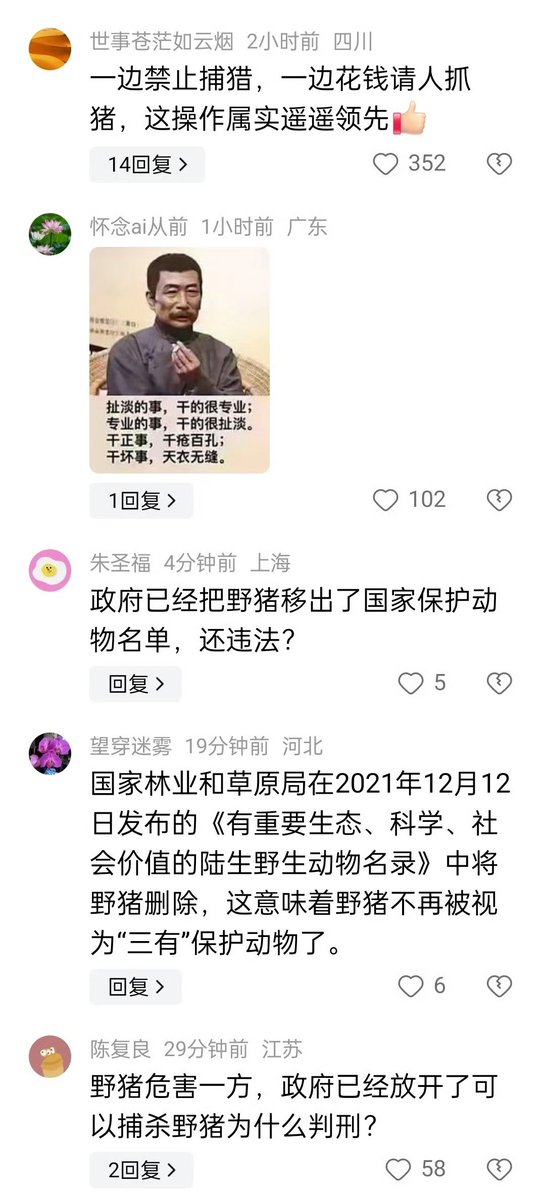 世事苍茫如云烟 2小时前 四川
一边禁止捕猎，一边花钱请人抓
猪，这操作属实遥遥领先👍
14回复 >
352
怀念ai从前 1小时前 广东
扯淡的事，干的很专业；
专业的事，干的很扯淡。
干正事，千疮百孔；
干坏事，天衣无缝。
1回复 >
102
朱圣福 4分钟前 上海
政府已经把野猪移出了国家保护动
物名单，还违法？
回复 >
5
望穿迷雾 19分钟前 河北
国家林业和草原局在2021年12月12
日发布的《有重要生态、科学、社
会价值的陆生野生动物名录》中将
野猪删除，这意味着野猪不再被视
为“三有”保护动物了。
回复 >
6
陈复良 29分钟前 江苏
野猪危害一方，政府已经放开了可
以捕杀野猪为什么判刑？
2回复 >
58